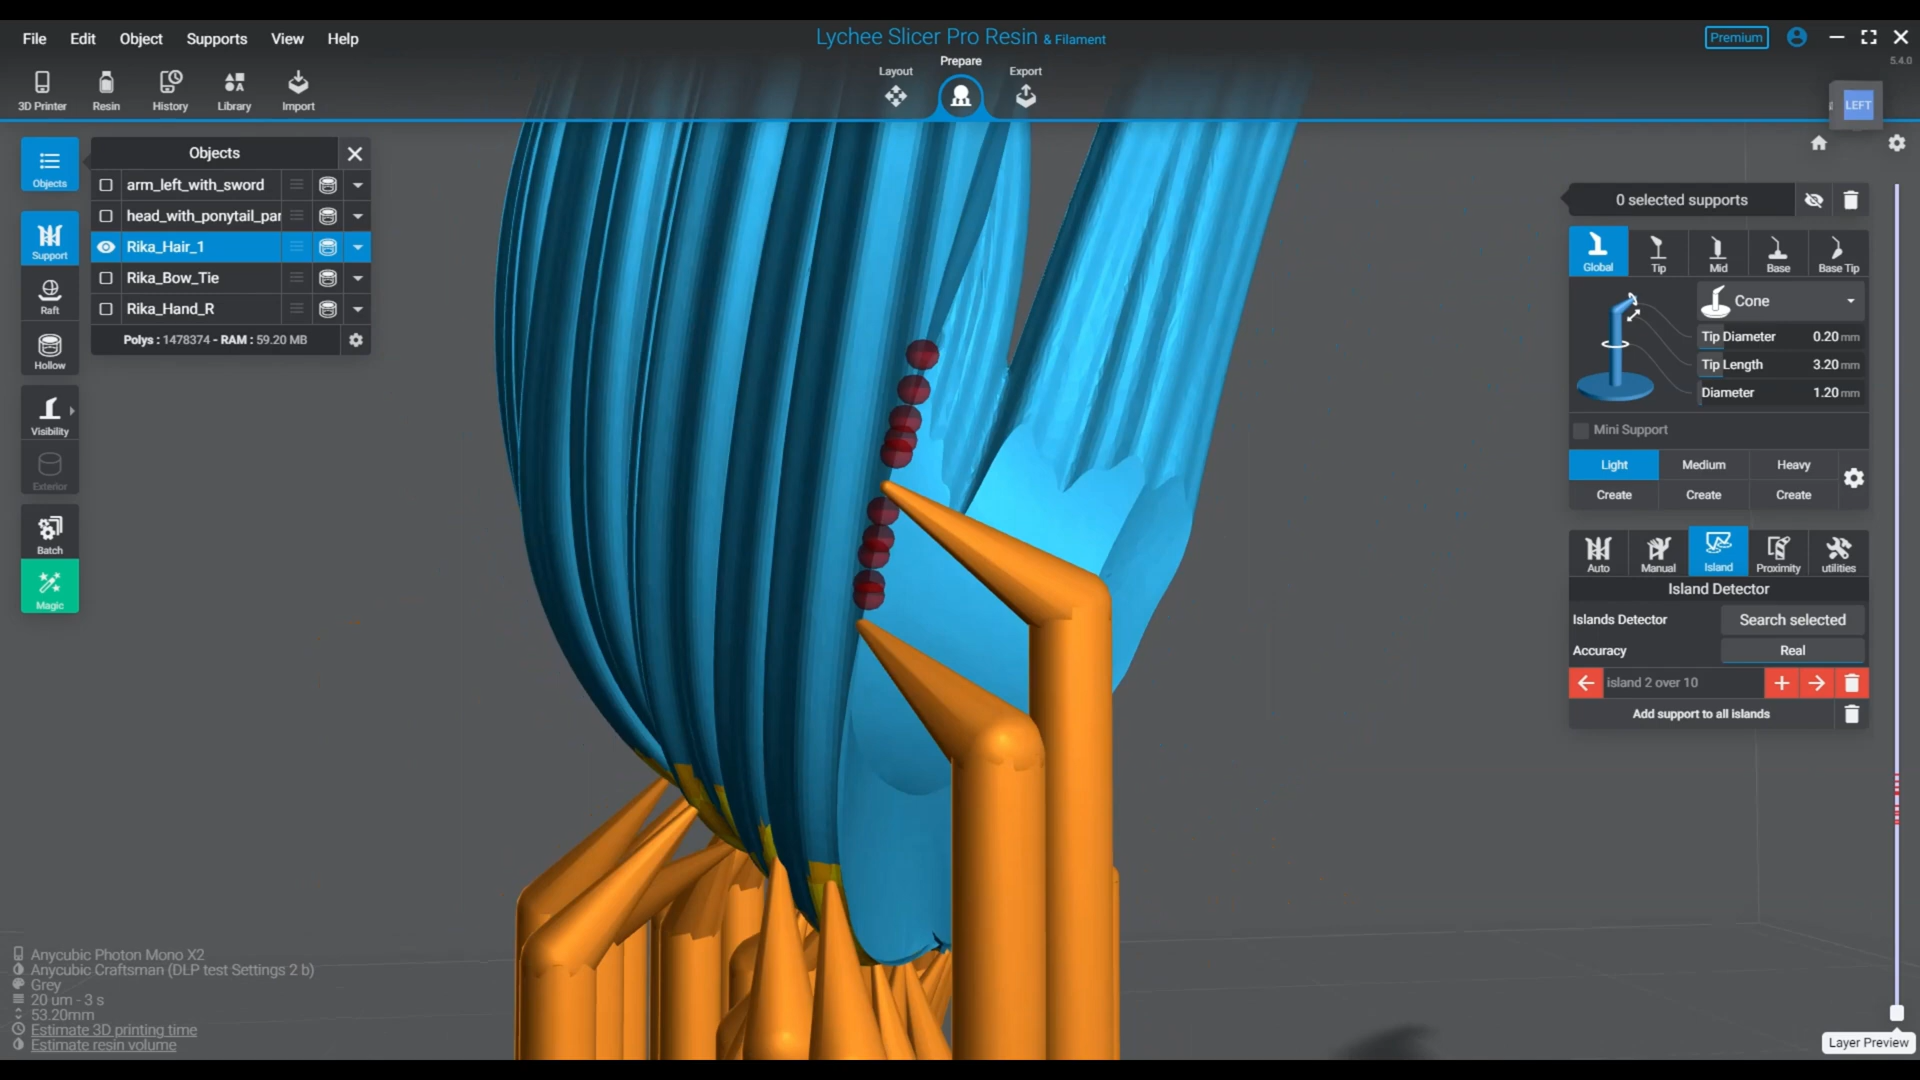 File Edit Object Supports View Help
Lychee Slicer Pro Resin & Filament
Premium
5.4.0
3D Printer Resin History Library Import
Layout Prepare Export
LEFT
Objects
Support
Raft
Hollow
Visibility
Exterior
Batch
Magic
Objects
arm_left_with_sword
head_with_ponytail_par
Rika_Hair_1
Rika_Bow_Tie
Rika_Hand_R
Polys : 1478374 - RAM : 59.20 MB
0 selected supports
Global Tip Mid Base Base Tip
Cone
Tip Diameter 0.20 mm
Tip Length 3.20 mm
Diameter 1.20 mm
Mini Support
Light Medium Heavy
Create Create Create
Auto Manual Island Proximity utilities
Island Detector
Islands Detector Search selected
Accuracy Real
island 2 over 10
Add support to all islands
Anycubic Photon Mono X2
Anycubic Craftsman (DLP test Settings 2 b)
Grey
20 um - 3 s
53.20mm
Estimate 3D printing time
Estimate resin volume
Layer Preview